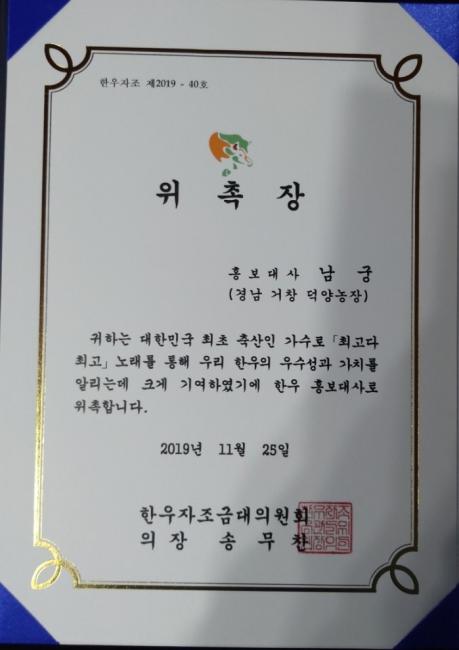 한우자조 제2019 - 40호
위 촉 장
홍보대사 남 궁
(경남 거창 덕양농장)
귀하는 대한민국 최초 축산인 가수로 「최고다
최고」 노래를 통해 우리 한우의 우수성과 가치를
알리는데 크게 기여하였기에 한우 홍보대사로
위촉합니다.
2019년 11월 25일
한우자조금대의원회
의 장 송 무 찬